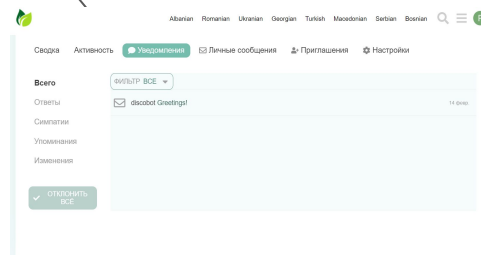 Albanian Romanian Ukranian Georgian Turkish Macedonian Serbian Bosnian
Сводка Активность Уведомления Личные сообщения Приглашения Настройки
Всего
Ответы
Симпатии
Упоминания
Изменения
ОТКЛОНИТЬ
ВСЕ
ФИЛЬТР ВСЕ
discobot Greetings! 14 февр.